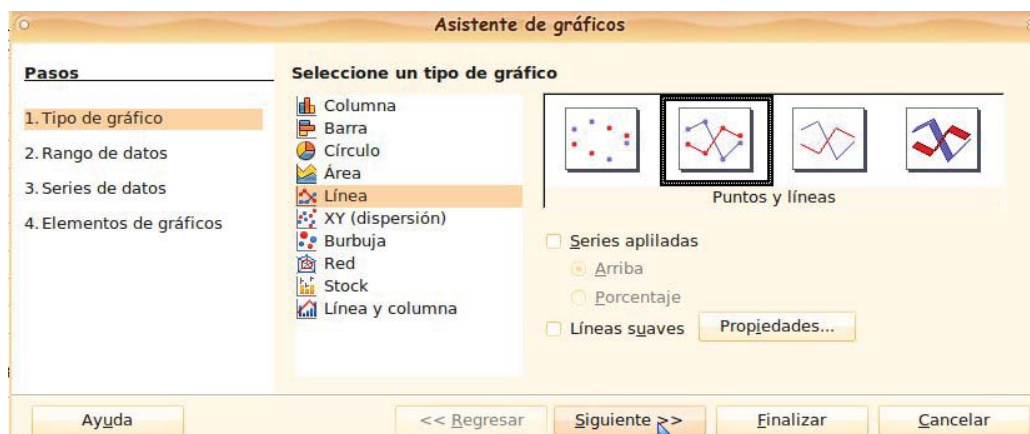 Asistente de gráficos
Pasos
1. Tipo de gráfico
2. Rango de datos
3. Series de datos
4. Elementos de gráficos
Seleccione un tipo de gráfico
Columna
Barra
Círculo
Área
Línea
XY (dispersión)
Burbuja
Red
Stock
Línea y columna
Puntos y líneas
Series apliladas
Arriba
Porcentaje
Líneas suaves
Propiedades...
Ayuda
<< Regresar
Siguiente >>
Finalizar
Cancelar